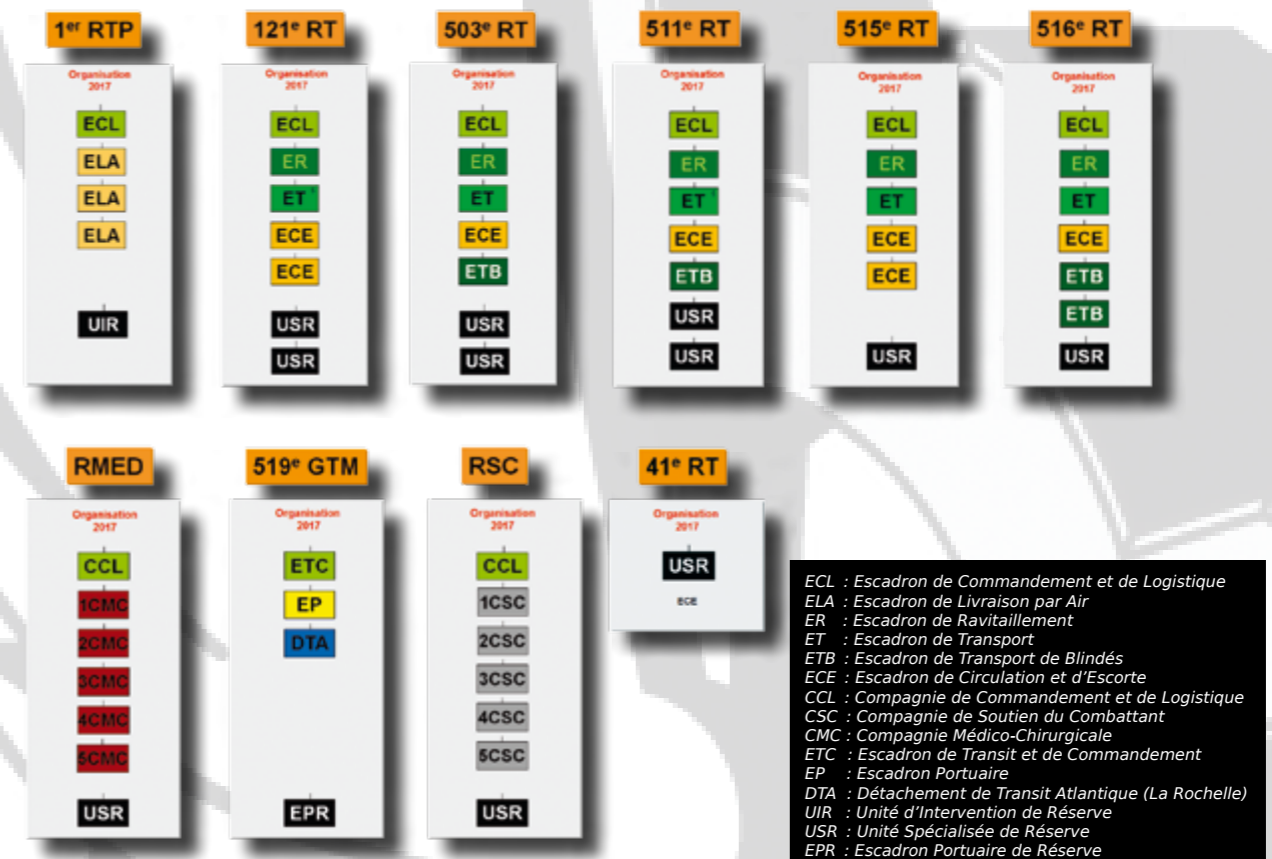 1er RTP
Organisation
2017
ECL
ELA
ELA
ELA
UIR
121e RT
Organisation
2017
ECL
ER
ET
ECE
ECE
USR
USR
503e RT
Organisation
2017
ECL
ER
ET
ECE
ETB
USR
USR
511e RT
Organisation
2017
ECL
ER
ET
ECE
ETB
USR
USR
515e RT
Organisation
2017
ECL
ER
ET
ECE
ECE
USR
516e RT
Organisation
2017
ECL
ER
ET
ECE
ETB
ETB
USR
RMED
Organisation
2017
CCL
1CMC
2CMC
3CMC
4CMC
5CMC
USR
519e GTM
Organisation
2017
ETC
EP
DTA
EPR
RSC
Organisation
2017
CCL
1CSC
2CSC
3CSC
4CSC
5CSC
USR
41e RT
Organisation
2017
USR
ECE
ECL : Escadron de Commandement et de Logistique
ELA : Escadron de Livraison par Air
ER : Escadron de Ravitaillement
ET : Escadron de Transport
ETB : Escadron de Transport de Blindés
ECE : Escadron de Circulation et d'Escorte
CCL : Compagnie de Commandement et de Logistique
CSC : Compagnie de Soutien du Combattant
CMC : Compagnie Médico-Chirurgicale
ETC : Escadron de Transit et de Commandement
EP : Escadron Portuaire
DTA : Détachement de Transit Atlantique (La Rochelle)
UIR : Unité d'Intervention de Réserve
USR : Unité Spécialisée de Réserve
EPR : Escadron Portuaire de Réserve